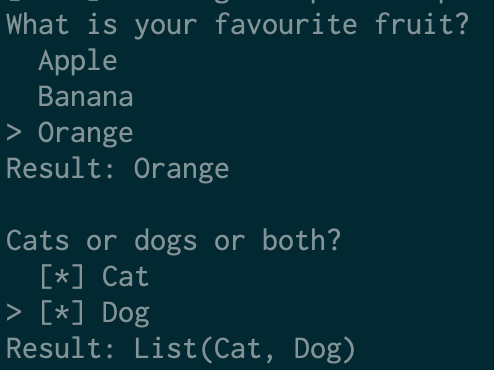 What is your favourite fruit?
  Apple
  Banana
> Orange
Result: Orange

Cats or dogs or both?
  [*] Cat
> [*] Dog
Result: List(Cat, Dog)